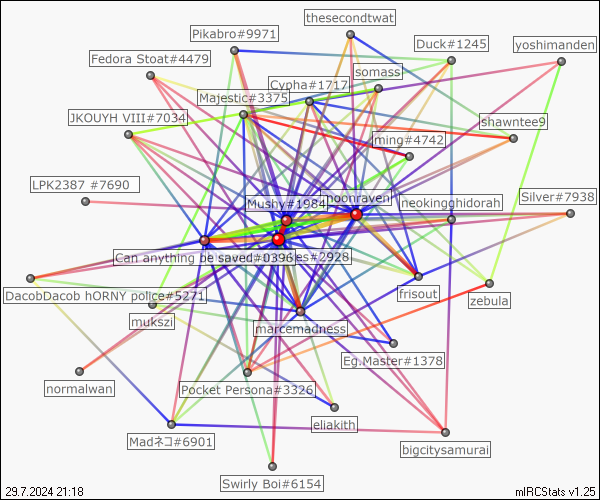 thesecondtwat
Pikabro#9971
Duck#1245
yoshimanden
Fedora Stoat#4479
somass
Cypha#1717
Majestic#3375
JKOUYH VIII#7034
shawntee9
ming#4742
LPK2387 #7690
Silver#7938
Mushy#1984
noonraven
neokingghidorah
Can anything be saved#0396
es#2928
DacobDacob hORNY police#5271
frisout
zebula
mukszi
marcemadness
Eg.Master#1378
normalwan
Pocket Persona#3326
eliakith
Madネコ#6901
bigcitysamurai
Swirly Boi#6154
29.7.2024 21:18
mIRCStats v1.25